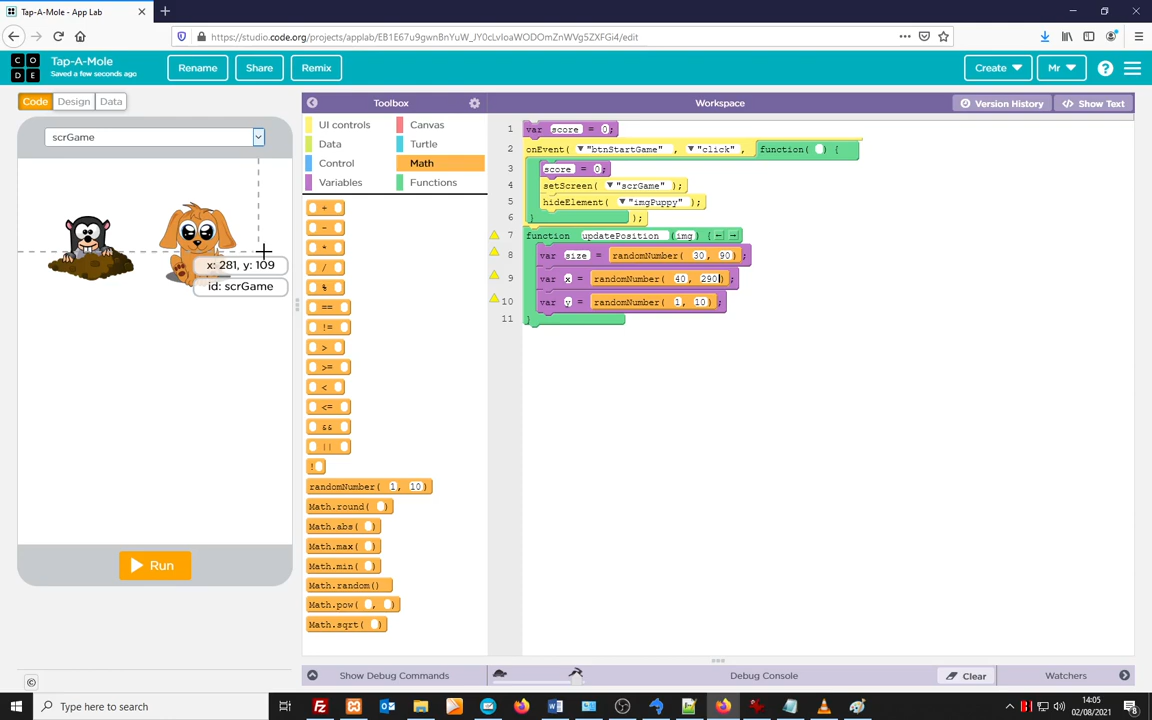 Tap-A-Mole - App Lab
https://studio.code.org/projects/applab/EB1E67u9gwnBnYuW_JY0cLvIoaWODOmZnWVg5ZXFGi4/edit
C O D E
Tap-A-Mole
Saved a few seconds ago
Rename
Share
Remix
Create
Mr
?
Code Design Data
Toolbox
Workspace
Version History
Show Text
scrGame
UI controls
Canvas
Data
Turtle
Control
Math
Variables
Functions
+
-
*
/
%
==
!=
>
>=
<
<=
&&
||
!
randomNumber( 1, 10)
Math.round( )
Math.abs( )
Math.max( )
Math.min( )
Math.random()
Math.pow( , )
Math.sqrt( )
1 var score = 0;
2 onEvent( ▼"btnStartGame" , ▼"click" , function( ) {
3 score = 0;
4 setScreen( ▼"scrGame" );
5 hideElement( ▼"imgPuppy" );
6 } );
7 function updatePosition (img) {
8 var size = randomNumber( 30, 90);
9 var x = randomNumber( 40, 290);
10 var y = randomNumber( 1, 10);
11 }
x: 281, y: 109
id: scrGame
Run
©
Show Debug Commands
Debug Console
Clear
Watchers
Type here to search
14:05
02/08/2021
8